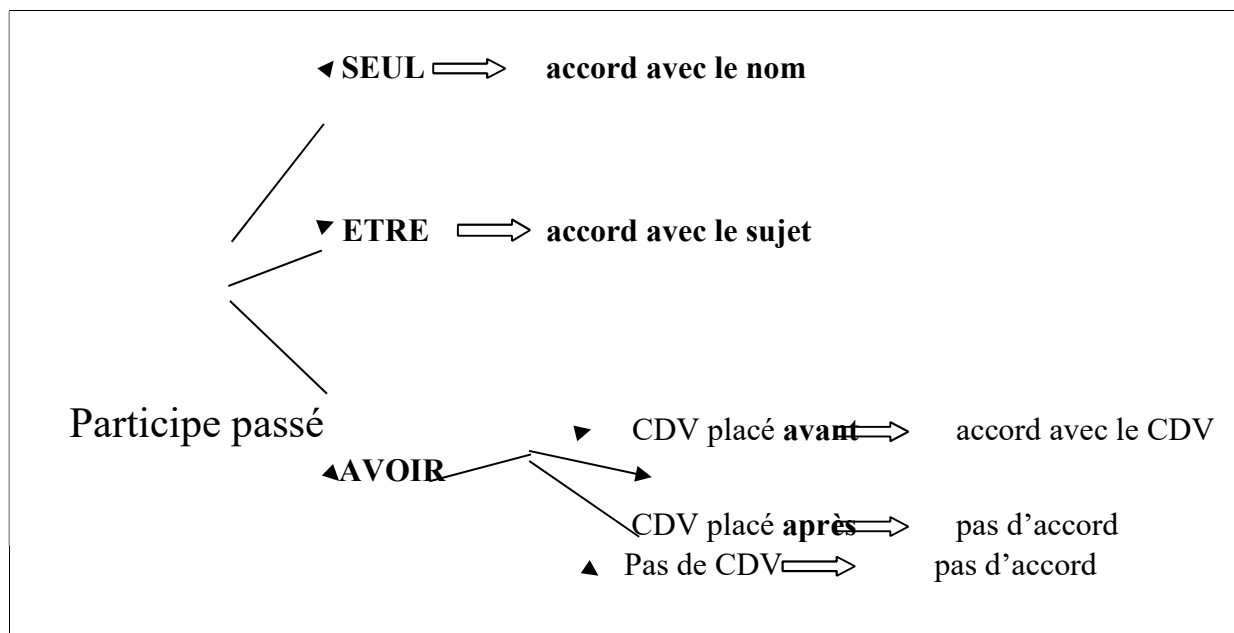 SEUL accord avec le nom
ETRE accord avec le sujet
Participe passé
CDV placé avant accord avec le CDV
AVOIR
CDV placé après pas d’accord
Pas de CDV pas d’accord